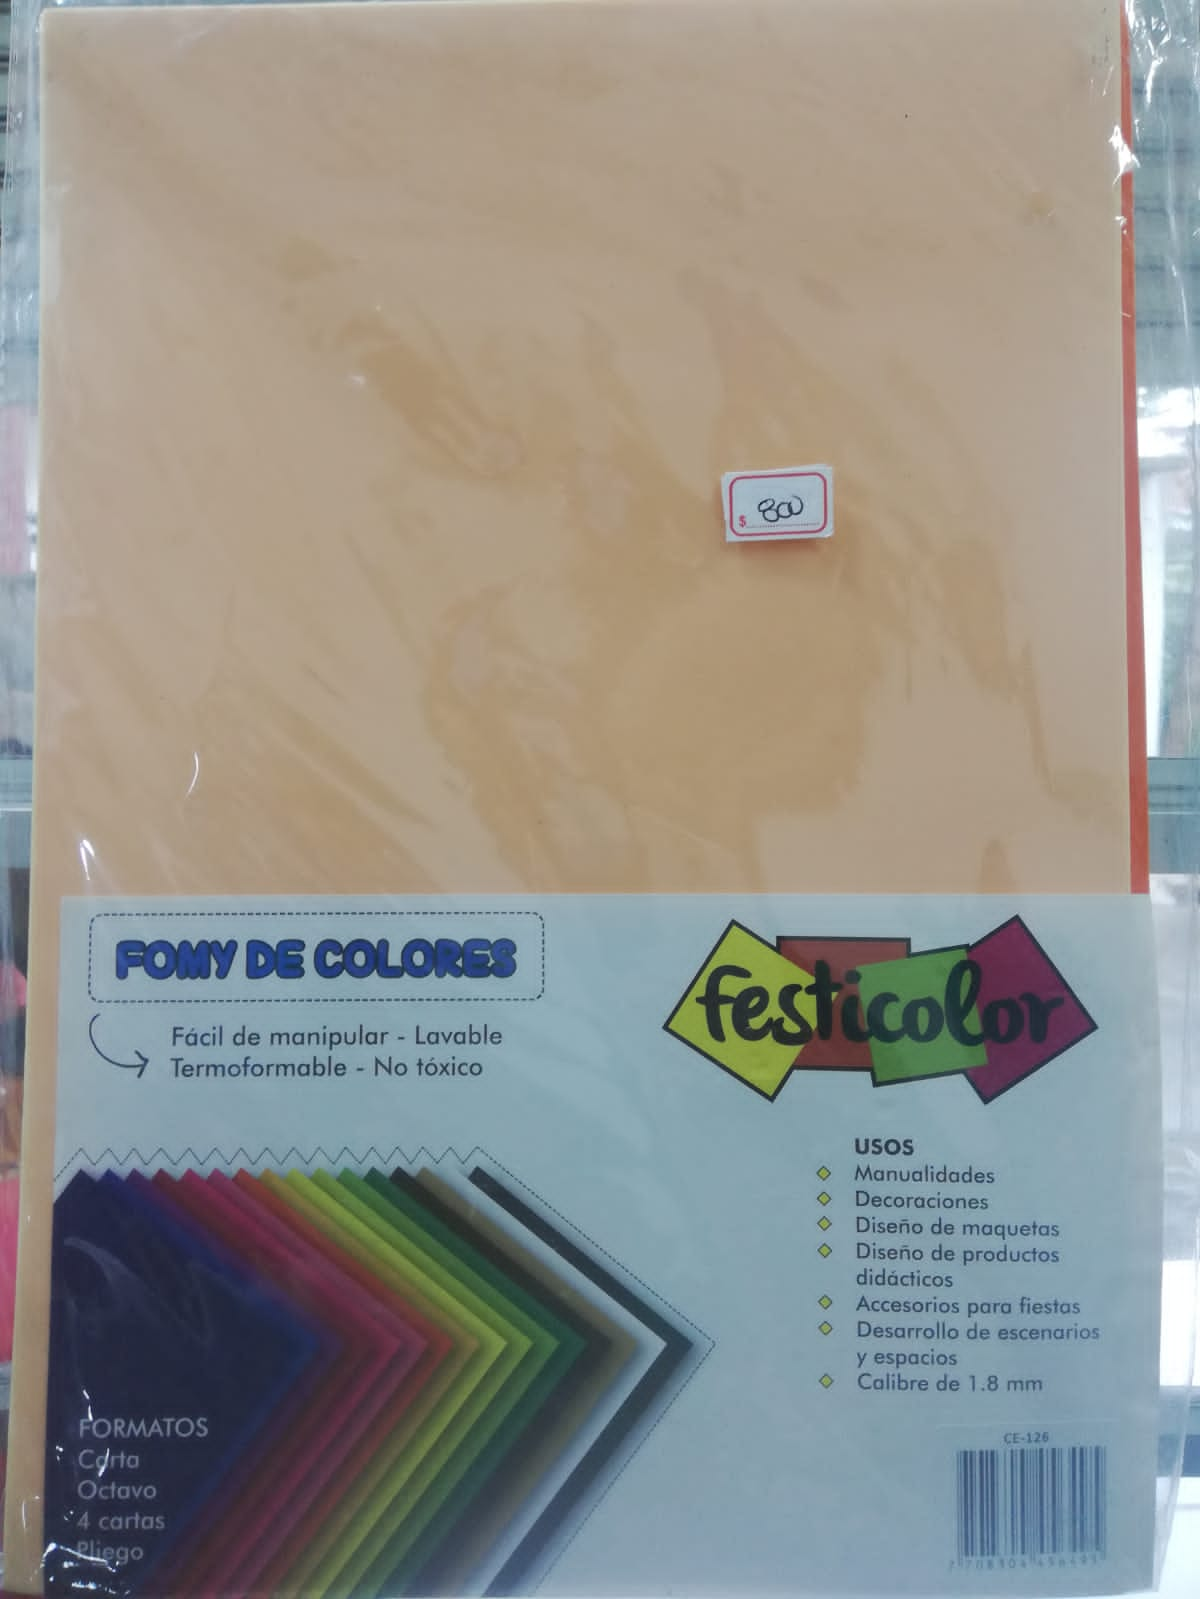 $ 800
FOMY DE COLORES
Fácil de manipular - Lavable
Termoformable - No tóxico
festicolor
USOS
Manualidades
Decoraciones
Diseño de maquetas
Diseño de productos
didácticos
Accesorios para fiestas
Desarrollo de escenarios
y espacios
Calibre de 1.8 mm
FORMATOS
Carta
Octavo
4 cartas
Pliego
CE-126